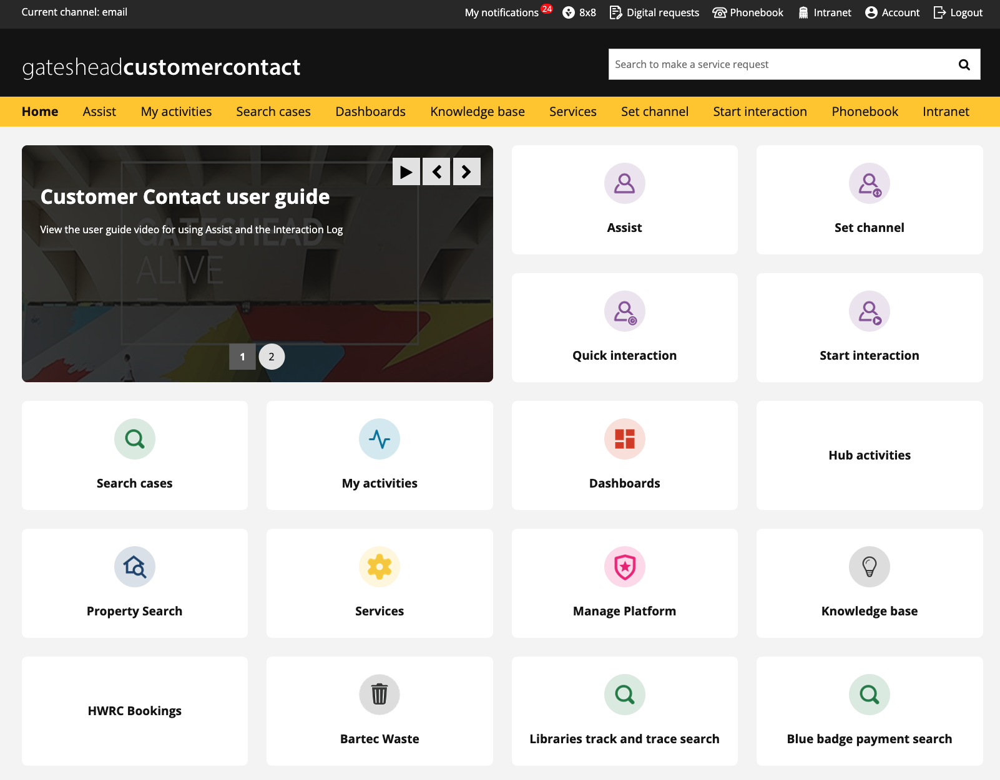 Current channel: email
My notifications 24
8x8
Digital requests
Phonebook
Intranet
Account
Logout
gatesheadcustomercontact
Search to make a service request
Home
Assist
My activities
Search cases
Dashboards
Knowledge base
Services
Set channel
Start interaction
Phonebook
Intranet
Customer Contact user guide
View the user guide video for using Assist and the Interaction Log
GATESHEAD
ALIVE
1
2
Assist
Set channel
Quick interaction
Start interaction
Search cases
My activities
Dashboards
Hub activities
Property Search
Services
Manage Platform
Knowledge base
HWRC Bookings
Bartec Waste
Libraries track and trace search
Blue badge payment search